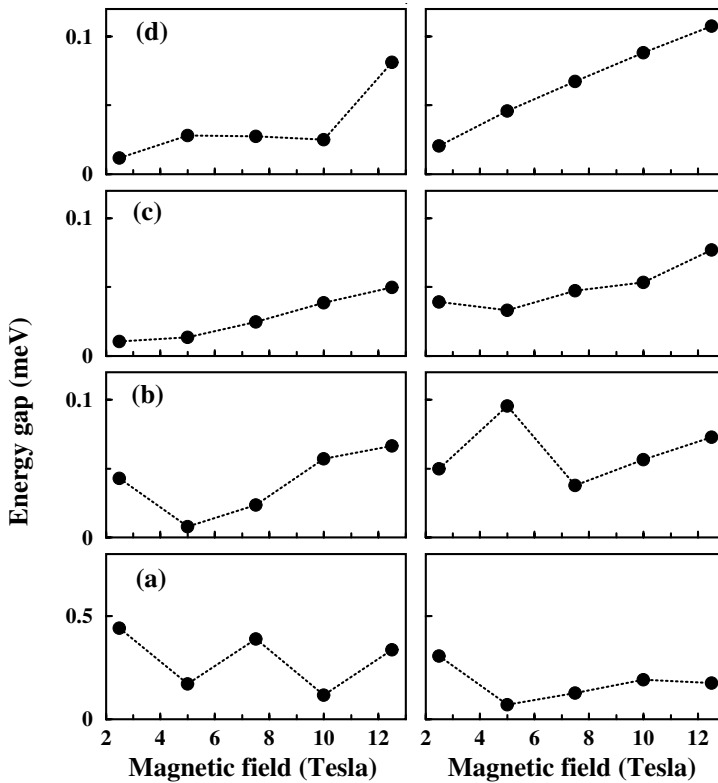 (d)
0.1
0
(c)
0.1
0
(b)
0.1
0
(a)
0.5
0
Energy gap (meV)
2 4 6 8 10 12
2 4 6 8 10 12
Magnetic field (Tesla)
Magnetic field (Tesla)